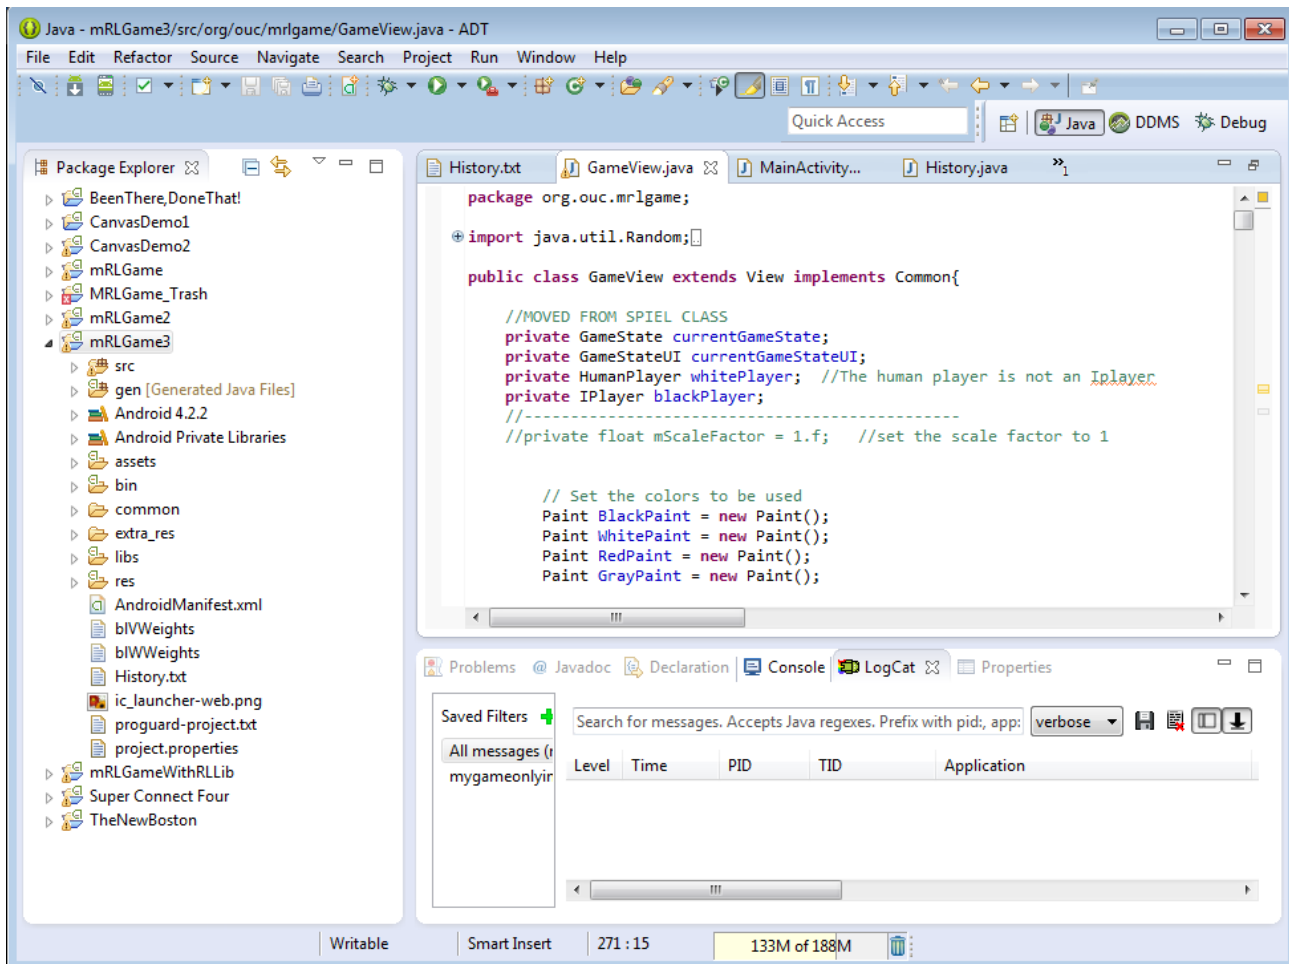 Java - mRLGame3/src/org/ouc/mrlgame/GameView.java - ADT
File Edit Refactor Source Navigate Search Project Run Window Help
Quick Access
Java DDMS Debug
Package Explorer
BeenThere,DoneThat!
CanvasDemo1
CanvasDemo2
mRLGame
MRLGame_Trash
mRLGame2
mRLGame3
src
gen [Generated Java Files]
Android 4.2.2
Android Private Libraries
assets
bin
common
extra_res
libs
res
AndroidManifest.xml
blVWeights
blWWeights
History.txt
ic_launcher-web.png
proguard-project.txt
project.properties
mRLGameWithRLLib
Super Connect Four
TheNewBoston
History.txt GameView.java MainActivity... History.java »1
package org.ouc.mrlgame;
import java.util.Random;
public class GameView extends View implements Common{
//MOVED FROM SPIEL CLASS
private GameState currentGameState;
private GameStateUI currentGameStateUI;
private HumanPlayer whitePlayer; //The human player is not an Iplayer
private IPlayer blackPlayer;
//-----------------------------------------------
//private float mScaleFactor = 1.f; //set the scale factor to 1
// Set the colors to be used
Paint BlackPaint = new Paint();
Paint WhitePaint = new Paint();
Paint RedPaint = new Paint();
Paint GrayPaint = new Paint();
Problems @ Javadoc Declaration Console LogCat Properties
Saved Filters
All messages (r
mygameonlyir
Search for messages. Accepts Java regexes. Prefix with pid:, app:
verbose
Level Time PID TID Application
Writable Smart Insert 271 : 15 133M of 188M